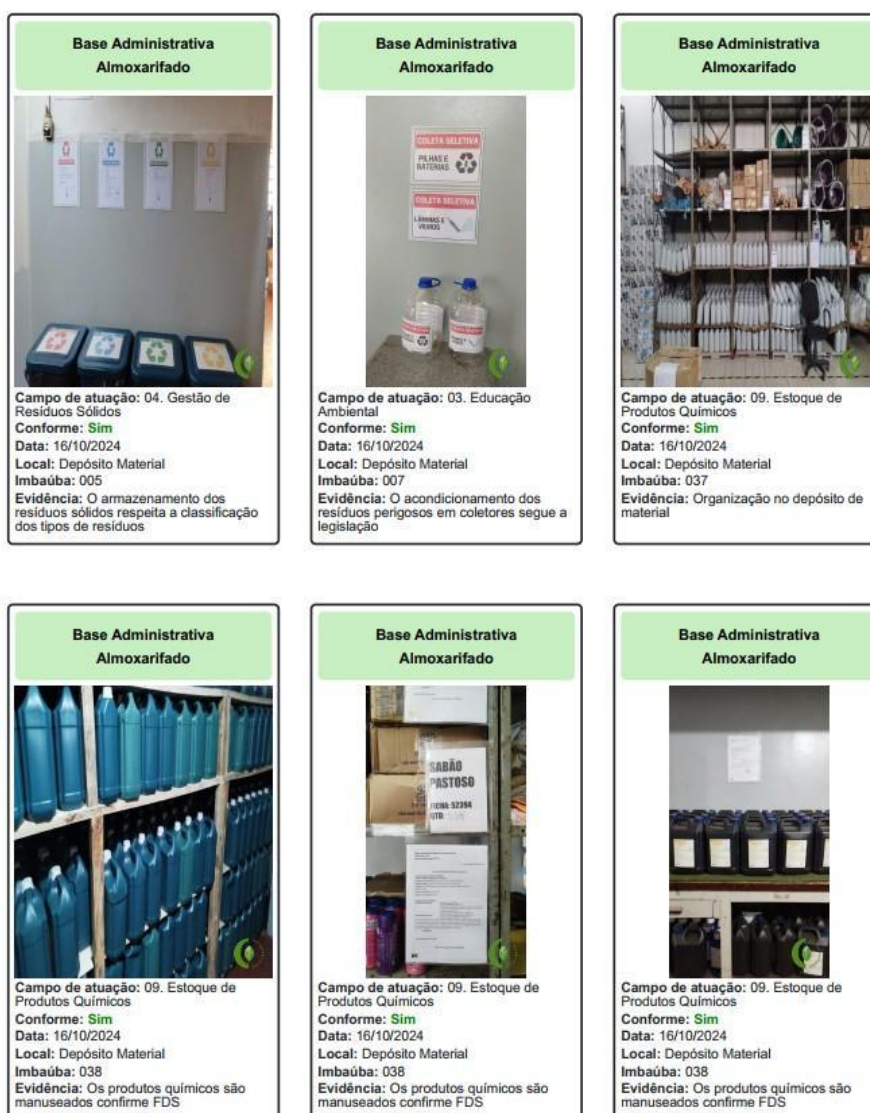 Base Administrativa
Almoxarifado
COLETA SELETIVA
PILHAS E
BATERIAS
COLETA SELETIVA
LÂMINAS E
VIDROS
Campo de atuação: 04. Gestão de
Resíduos Sólidos
Conforme: Sim
Data: 16/10/2024
Local: Depósito Material
Imbaúba: 005
Evidência: O armazenamento dos
resíduos sólidos respeita a classificação
dos tipos de resíduos
Base Administrativa
Almoxarifado
Campo de atuação: 03. Educação
Ambiental
Conforme: Sim
Data: 16/10/2024
Local: Depósito Material
Imbaúba: 007
Evidência: O acondicionamento dos
resíduos perigosos em coletores segue a
legislação
Base Administrativa
Almoxarifado
Campo de atuação: 09. Estoque de
Produtos Químicos
Conforme: Sim
Data: 16/10/2024
Local: Depósito Material
Imbaúba: 037
Evidência: Organização no depósito de
material
Base Administrativa
Almoxarifado
Campo de atuação: 09. Estoque de
Produtos Químicos
Conforme: Sim
Data: 16/10/2024
Local: Depósito Material
Imbaúba: 038
Evidência: Os produtos químicos são
manuseados confirme FDS
Base Administrativa
Almoxarifado
SABÃO
PASTOSO
FICHA: 52394
QTD:
Campo de atuação: 09. Estoque de
Produtos Químicos
Conforme: Sim
Data: 16/10/2024
Local: Depósito Material
Imbaúba: 038
Evidência: Os produtos químicos são
manuseados confirme FDS
Base Administrativa
Almoxarifado
Campo de atuação: 09. Estoque de
Produtos Químicos
Conforme: Sim
Data: 16/10/2024
Local: Depósito Material
Imbaúba: 038
Evidência: Os produtos químicos são
manuseados confirme FDS